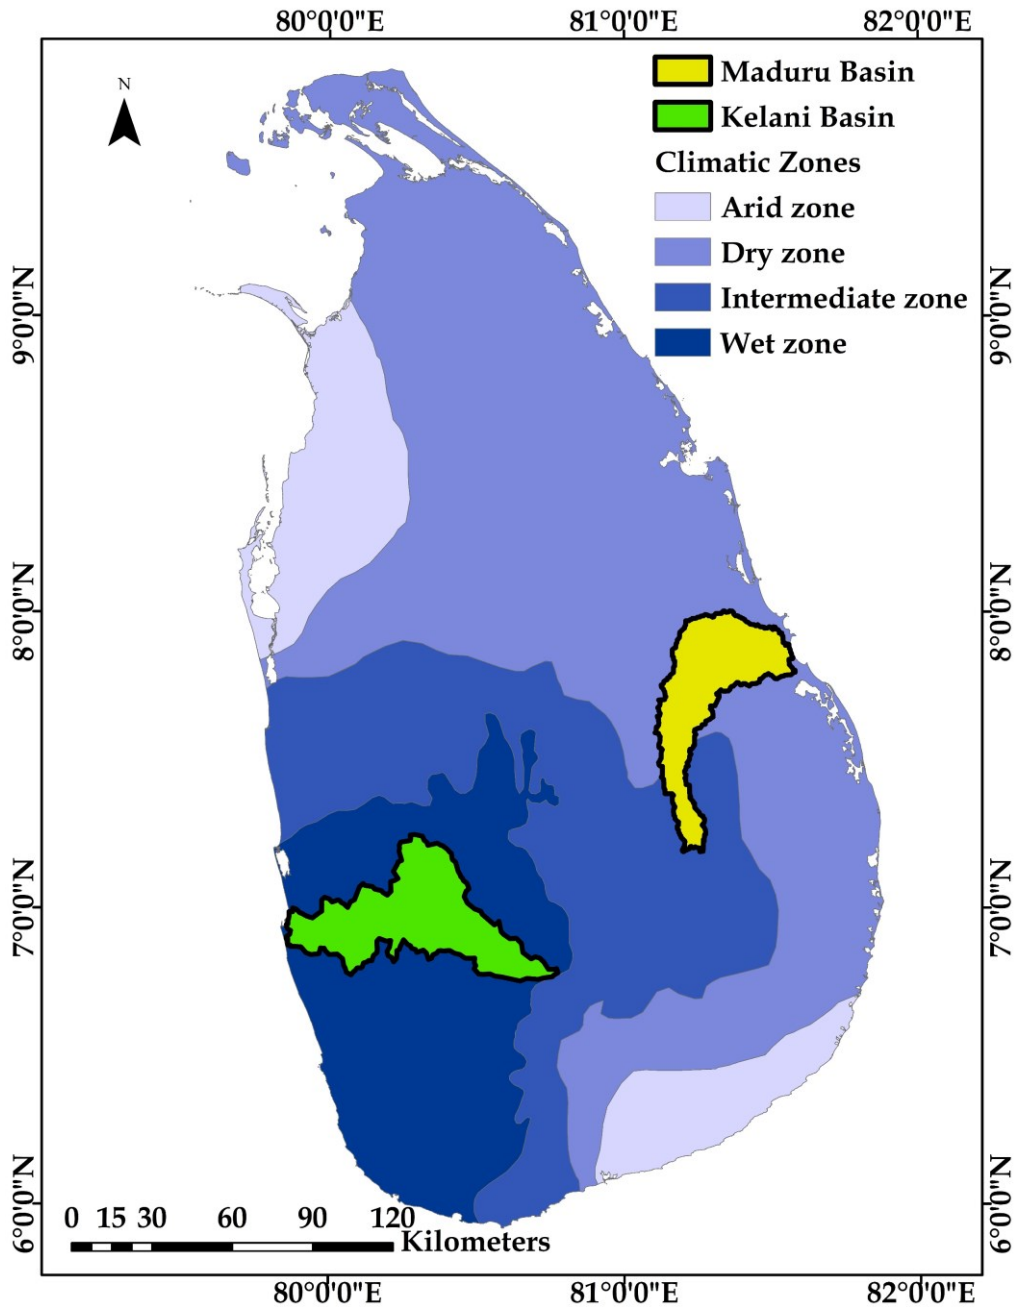 80°0'0"E 81°0'0"E 82°0'0"E
N
Maduru Basin
Kelani Basin
Climatic Zones
Arid zone
Dry zone
Intermediate zone
Wet zone
9°0'0"N 9°0'0"N
8°0'0"N 8°0'0"N
7°0'0"N 7°0'0"N
6°0'0"N 6°0'0"N
0 15 30 60 90 120
Kilometers
80°0'0"E 81°0'0"E 82°0'0"E